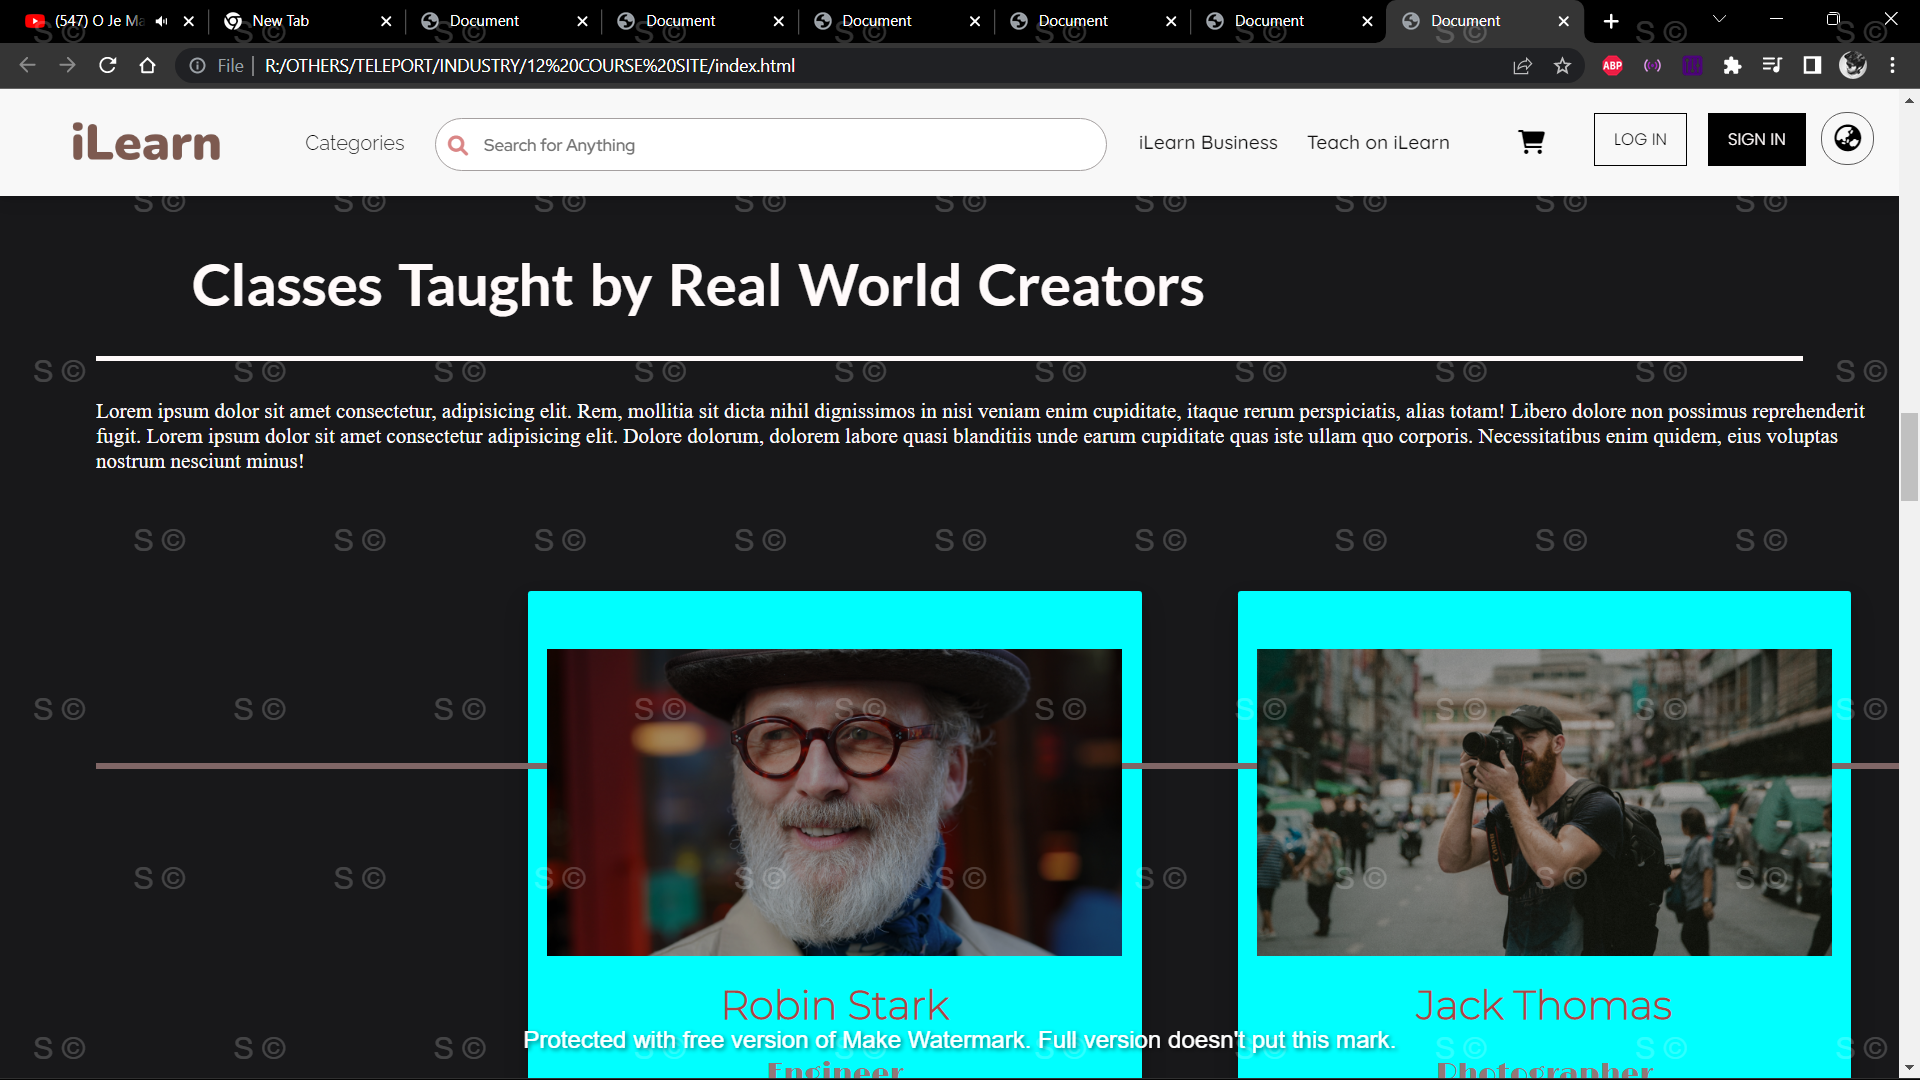 (547) O Je Ma
New Tab
Document
Document
Document
Document
Document
Document
File | R:/OTHERS/TELEPORT/INDUSTRY/12%20COURSE%20SITE/index.html
ABP
iLearn
Categories
Search for Anything
iLearn Business
Teach on iLearn
LOG IN
SIGN IN
S © S © S © S © S © S © S © S © S ©
Classes Taught by Real World Creators
S © S © S © S © S © S © S © S © S © S ©
Lorem ipsum dolor sit amet consectetur, adipisicing elit. Rem, mollitia sit dicta nihil dignissimos in nisi veniam enim cupiditate, itaque rerum perspiciatis, alias totam! Libero dolore non possimus reprehenderit
fugit. Lorem ipsum dolor sit amet consectetur adipisicing elit. Dolore dolorum, dolorem labore quasi blanditiis unde earum cupiditate quas iste ullam quo corporis. Necessitatibus enim quidem, eius voluptas
nostrum nesciunt minus!
S © S © S © S © S © S © S © S © S ©
S © S © S © S © S © S © S © S © S © S ©
S © S © S © S © S © S © S © S © S ©
Robin Stark
Jack Thomas
Protected with free version of Make Watermark. Full version doesn't put this mark.
S © S © S © S © S © S ©
Engineer
Photographer